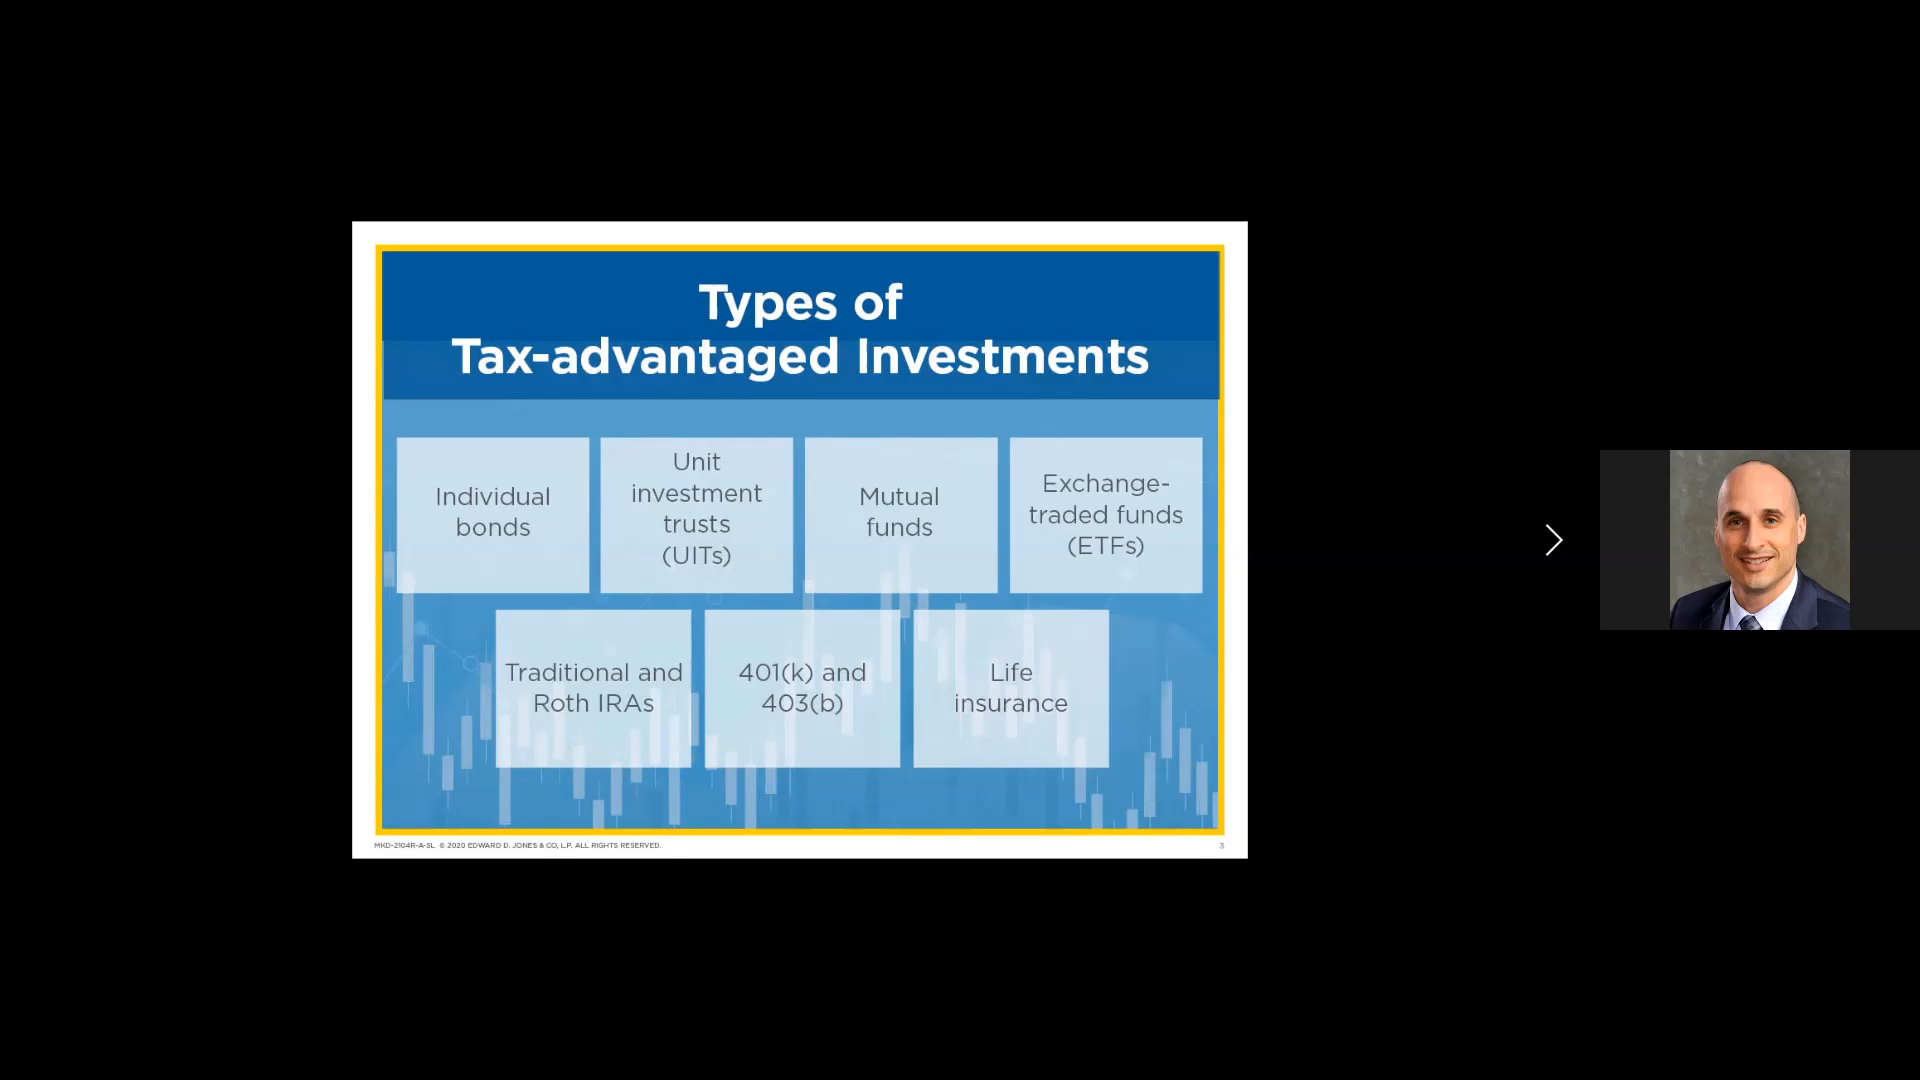 Types of
Tax-advantaged Investments
Individual
bonds
Unit
investment
trusts
(UITs)
Mutual
funds
Exchange-
traded funds
(ETFs)
Traditional and
Roth IRAs
401(k) and
403(b)
Life
insurance
MKD-2104R-A-SL © 2020 EDWARD D. JONES & CO, L.P. ALL RIGHTS RESERVED.
3